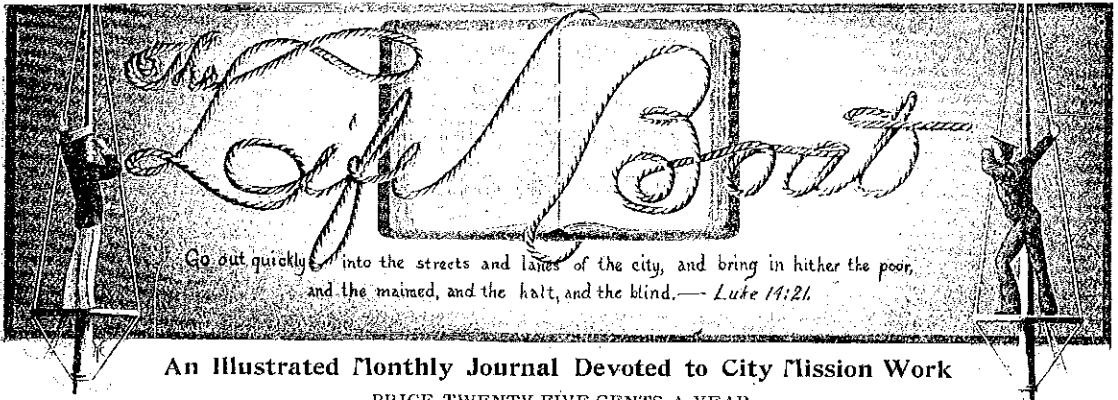 The
Life Boat
Go out quickly into the streets and lanes of the city, and bring in hither the poor,
and the maimed, and the halt, and the blind.— Luke 14:21.
An Illustrated Monthly Journal Devoted to City Mission Work
PRICE TWENTY-FIVE CENTS A YEAR